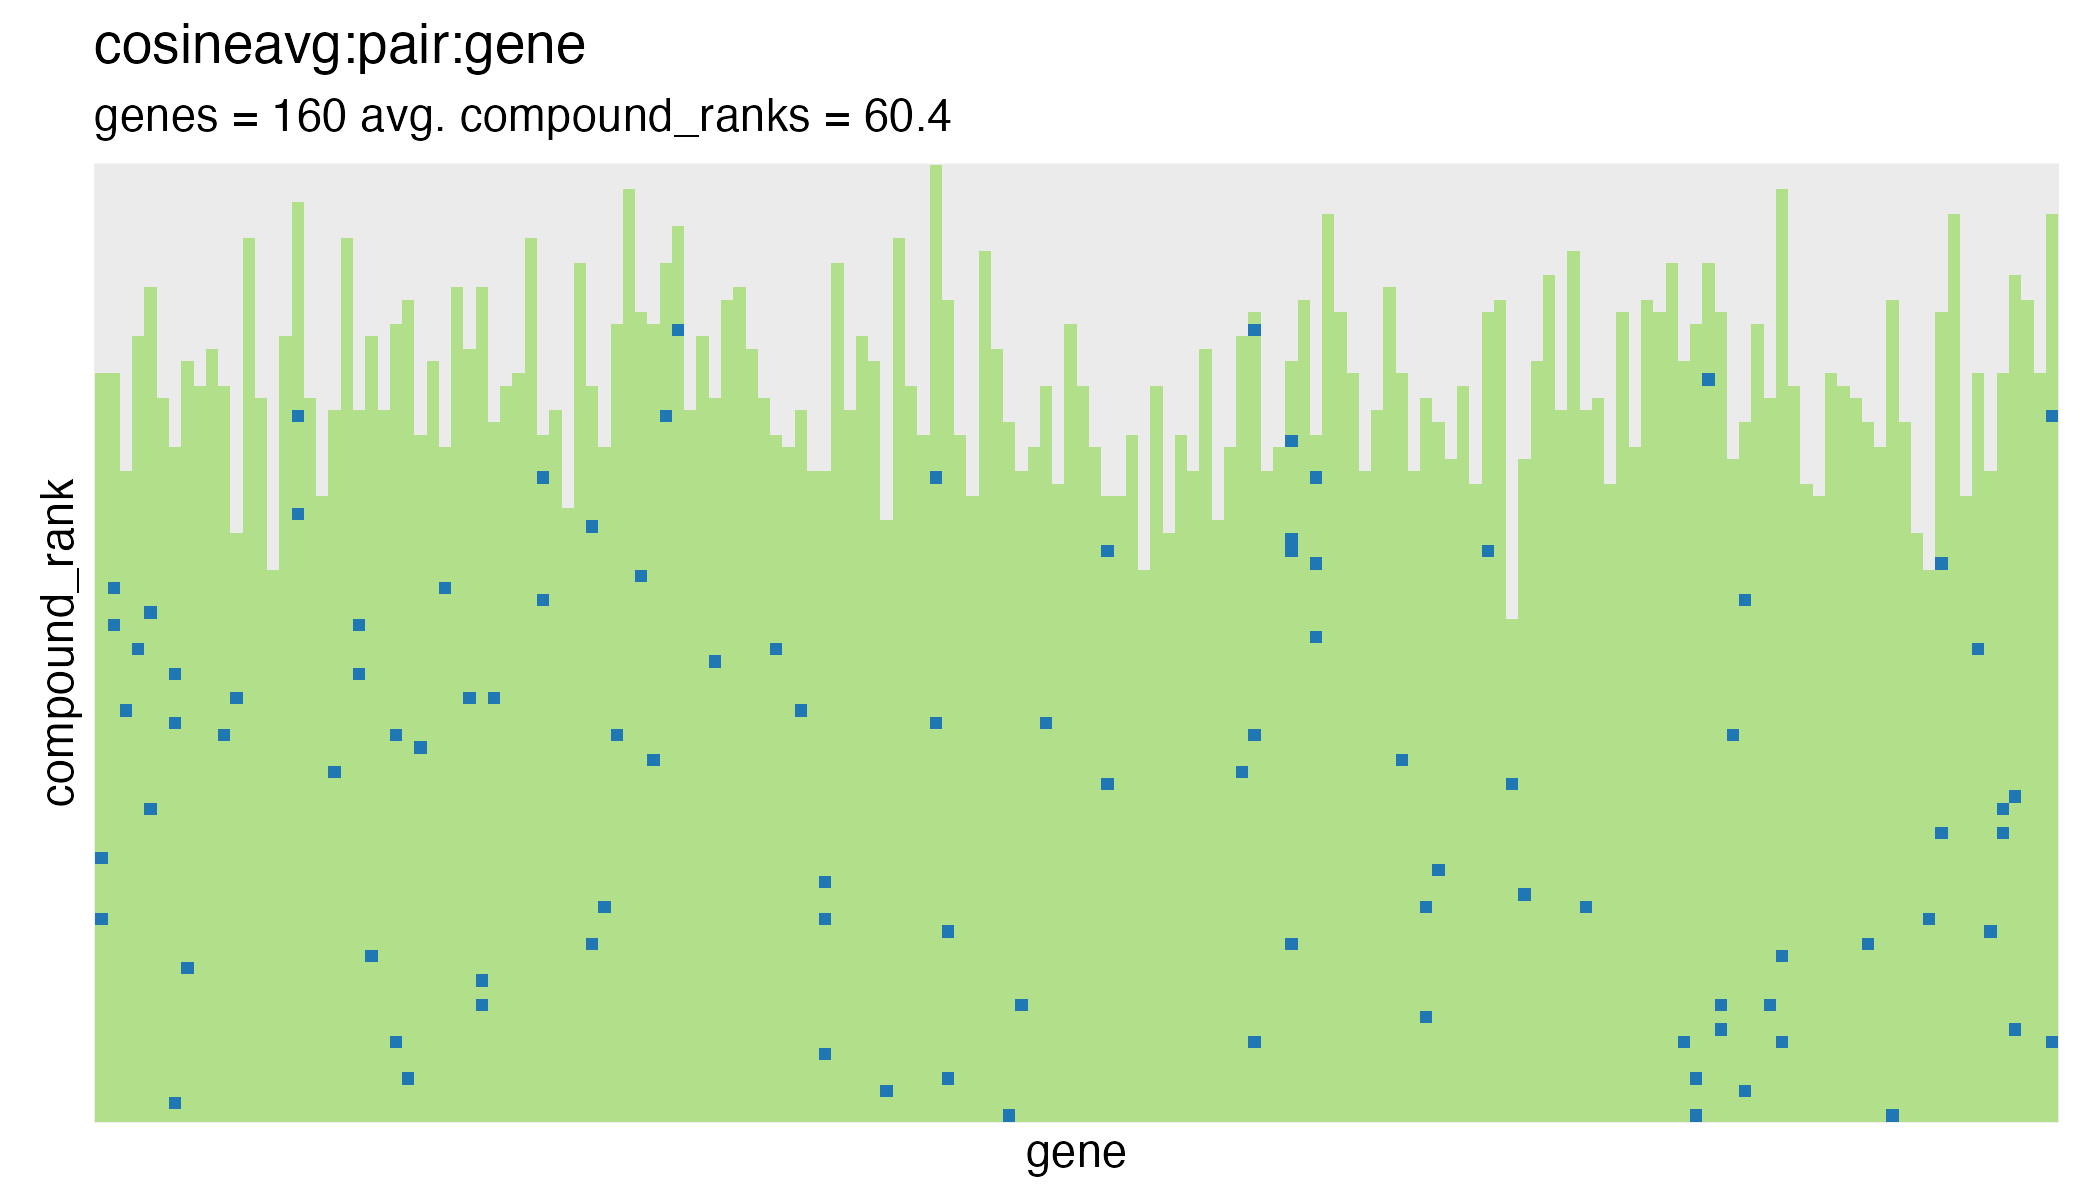 cosineavg:pair:gene
genes = 160 avg. compound_ranks = 60.4
compound_rank
gene